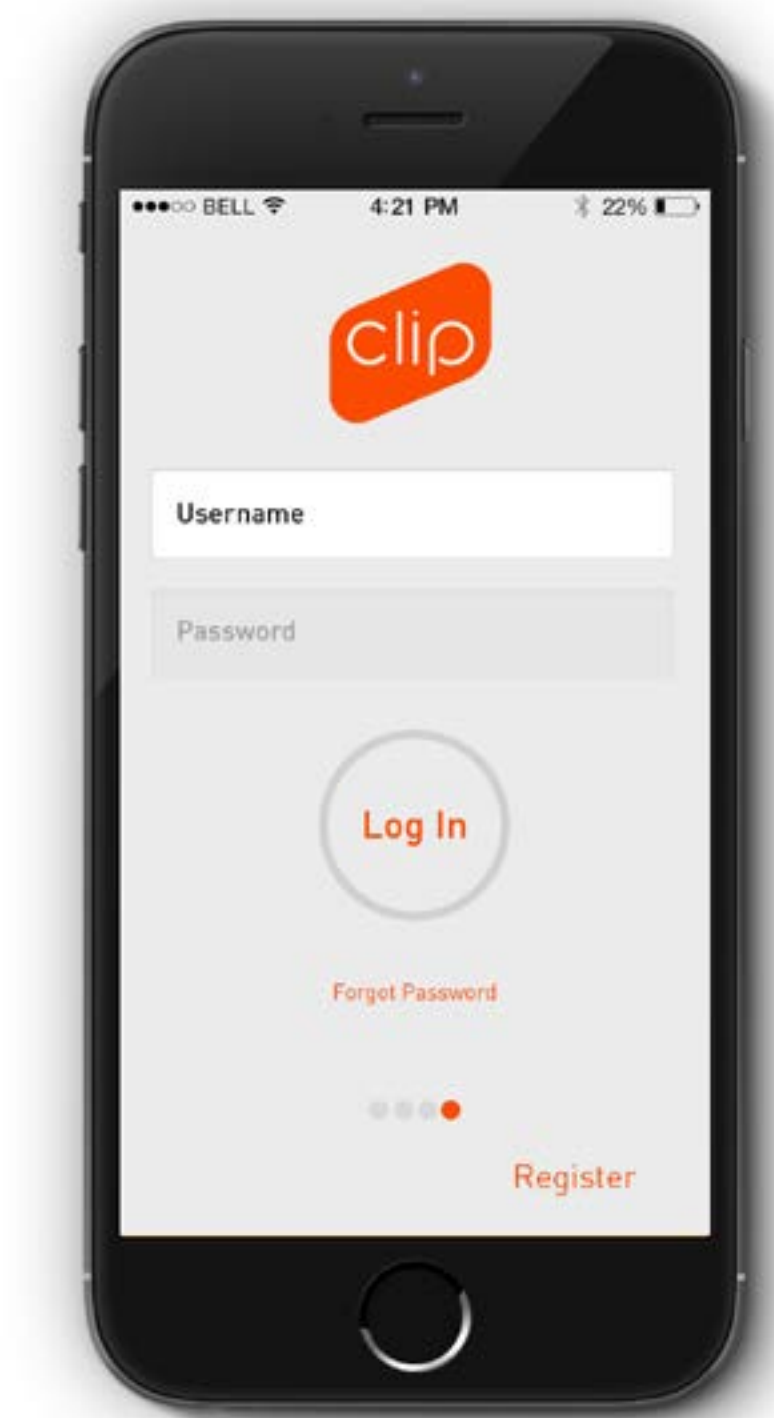 BELL 4:21 PM 22%
clip
Username
Password
Log In
Forgot Password
Register